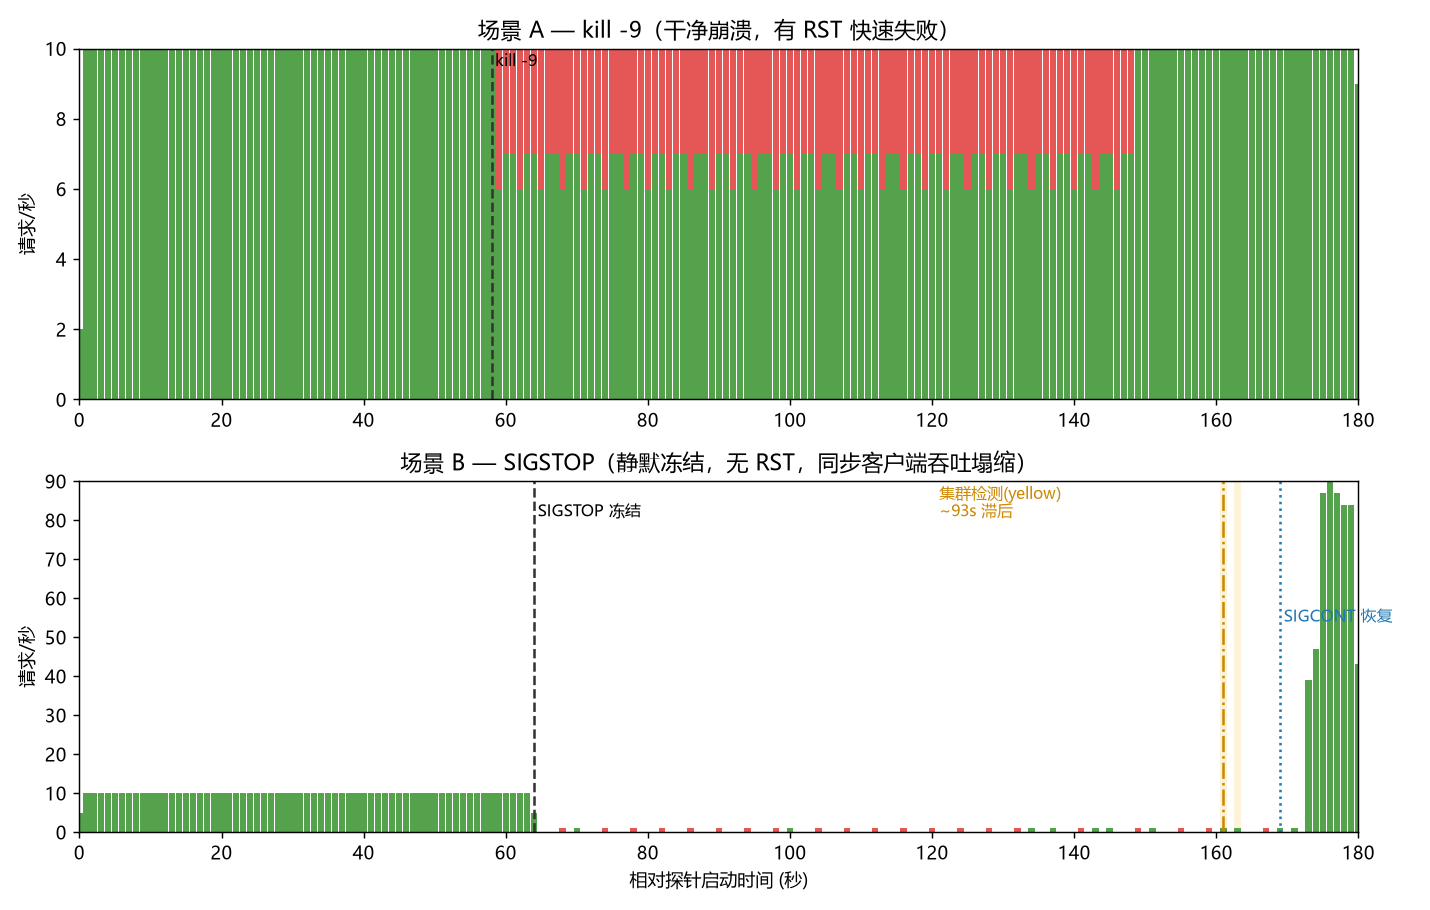 场景 A — kill -9（干净崩溃，有 RST 快速失败）
10
8
6
4
2
0
请求/秒
kill -9
0 20 40 60 80 100 120 140 160 180
场景 B — SIGSTOP（静默冻结，无 RST，同步客户端吞吐塌缩）
90
80
70
60
50
40
30
20
10
0
请求/秒
SIGSTOP 冻结
集群检测(yellow)
~93s 滞后
SIGCONT 恢复
0 20 40 60 80 100 120 140 160 180
相对探针启动时间 (秒)